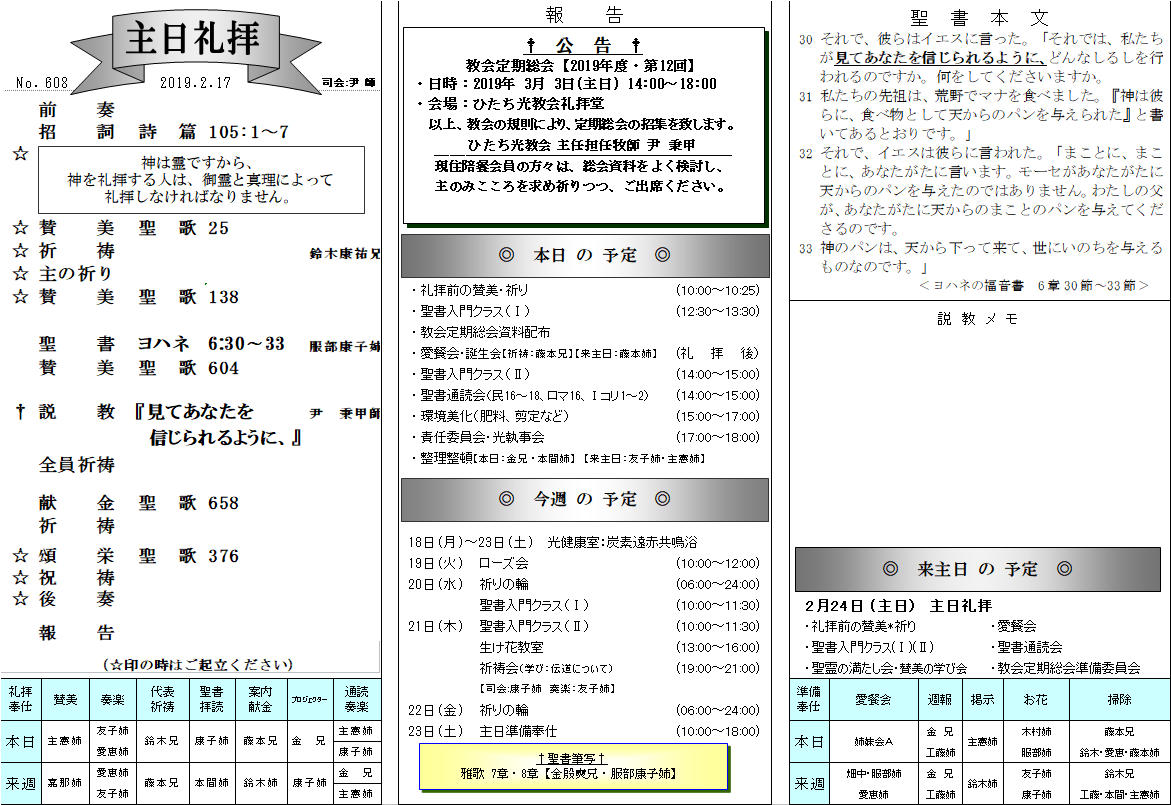 主日礼拝
No. 608 2019.2.17 司会:尹 師
前 奏
招 詞 詩 篇 105：1～7
☆ 神は霊ですから、
神を礼拝する人は、御霊と真理によって
礼拝しなければなりません。
☆ 賛 美 聖 歌 25
☆ 祈 祷 鈴木康祐兄
☆ 主の祈り
☆ 賛 美 聖 歌 138
聖 書 ヨハネ 6:30～33 服部康子姉
賛 美 聖 歌 604
† 説 教 『見てあなたを 尹 秉甲師
信じられるように、』
全員祈祷
献 金 聖 歌 658
祈 祷
☆ 頌 栄 聖 歌 376
☆ 祝 祷
☆ 後 奏
報 告
(☆印の時はご起立ください)
礼拝奉仕 賛美 奏楽 代表祈祷 聖書拝読 案内献金 プロジェクター 通読奏楽
本日 主憲姉 友子姉 愛恵姉 鈴木兄 康子姉 藤本兄 金 兄 主憲姉 康子姉
来週 嘉那姉 愛恵姉 友子姉 藤本兄 本間姉 鈴木姉 康子姉 金 兄 主憲姉
報 告
† 公 告 †
教会定期総会【2019年度・第12回】
・日時：2019年 3月 3日(主日) 14:00～18:00
・会場：ひたち光教会礼拝堂
以上、教会の規則により、定期総会の招集を致します。
ひたち光教会 主任担任牧師 尹 秉甲
現住陪餐会員の方々は、総会資料をよく検討し、
主のみこころを求め祈りつつ、ご出席ください。
◎ 本日 の 予定 ◎
・礼拝前の賛美・祈り (10:00～10:25)
・聖書入門クラス(Ⅰ) (12:30～13:30)
・教会定期総会資料配布
・愛餐会・誕生会【祈祷：藤本兄】【来主日：藤本姉】 (礼 拝 後)
・聖書入門クラス(Ⅱ) (14:00～15:00)
・聖書通読会(民16～18、ロマ16、Ⅰコリ1～2) (14:00～15:00)
・環境美化(肥料、剪定など) (15:00～17:00)
・責任委員会・光執事会 (17:00～18:00)
・整理整頓【本日：金兄・本間姉】 【来主日：友子姉・主憲姉】
◎ 今週 の 予定 ◎
18日(月)～23日(土) 光健康室：炭素遠赤共鳴浴
19日(火) ローズ会 (10:00～12:00)
20日(水) 祈りの輪 (06:00～24:00)
聖書入門クラス(Ⅰ) (10:00～11:30)
21日(木) 聖書入門クラス(Ⅱ) (10:00～11:30)
生け花教室 (13:00～16:00)
祈祷会(学び：伝道について) (19:00～21:00)
【司会:康子姉 奏楽:友子姉】
22日(金) 祈りの輪 (06:00～24:00)
23日(土) 主日準備奉仕 (10:00～18:00)
†聖書筆写†
雅歌 7章・8章【金殷奭兄・服部康子姉】
聖 書 本 文
30 それで、彼らはイエスに言った。「それでは、私たち
が見てあなたを信じられるように、どんなしるしを行
われるのですか。何をしてくださいますか。
31 私たちの先祖は、荒野でマナを食べました。『神は彼
らに、食べ物として天からのパンを与えられた』と書
いてあるとおりです。」
32 それで、イエスは彼らに言われた。「まことに、まこ
とに、あなたがたに言います。モーセがあなたがたに
天からのパンを与えたのではありません。わたしの父
が、あなたがたに天からのまことのパンを与えてくだ
さるのです。
33 神のパンは、天から下って来て、世にいのちを与える
ものなのです。」
＜ヨハネの福音書 6章30節～33節＞
説 教 メ モ
◎ 来主日 の 予定 ◎
2月24日（主日） 主日礼拝
・礼拝前の賛美*祈り ・愛餐会
・聖書入門クラス(Ⅰ)(Ⅱ) ・聖書通読会
・聖霊の満たし会・賛美の学び会 ・教会定期総会準備委員会
準備奉仕 愛餐会 週報 掲示 お花 掃除
本日 姉妹会A 金 兄 工藤姉 主憲姉 木村姉 服部姉 藤本兄 鈴木・愛恵・藤本姉
来週 畑中・服部姉 愛恵姉 金 兄 工藤姉 鈴木姉 友子姉 康子姉 鈴木兄 工藤・本間・主憲姉